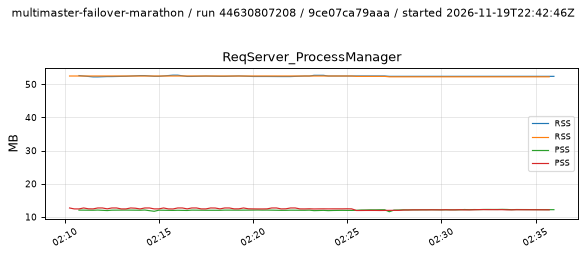 multimaster-failover-marathon / run 44630807208 / 9ce07ca79aaa / started 2026-11-19T22:42:46Z
ReqServer_ProcessManager
MB
50
40
30
20
10
RSS
RSS
PSS
PSS
02:10
02:15
02:20
02:25
02:30
02:35